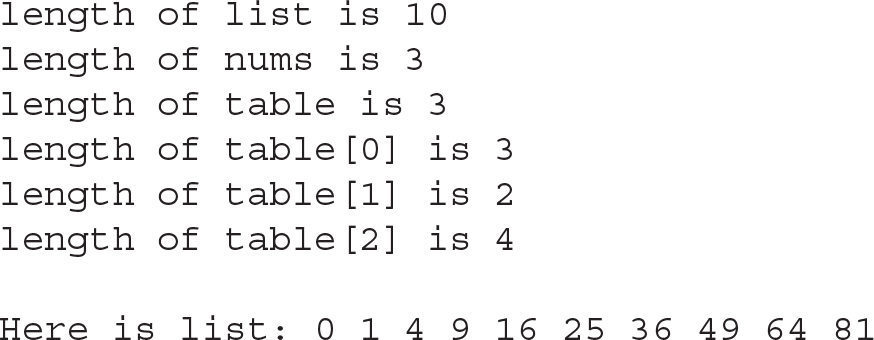 length of list is 10
length of nums is 3
length of table is 3
length of table[0] is 3
length of table[1] is 2
length of table[2] is 4
Here is list: 0 1 4 9 16 25 36 49 64 81